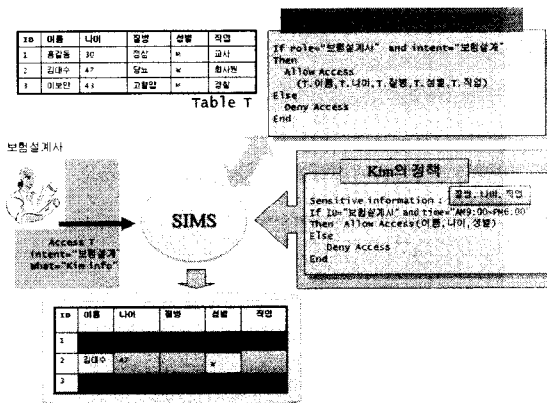 ID 이름 나이 질병 성별 직업
1 홍길동 30 정상 교사
2 김대수 47 당뇨 회사원
3 이보안 43 고혈압 경찰
Table T
If role="보험설계사" and intent="보험설계"
Then
Allow Access
(T.이름,T.나이,T.질병,T.성별,T.직업)
Else
Deny Access
End
보험설계사
Access T
intent="보험설계"
what="Kim info"
SIMS
Kim의 정책
Sensitive information : 질병, 나이, 직업
If ID="보험설계사" and time="AM9:00~PM6:00"
Then Allow Access(이름,나이,성별)
Else
Deny Access
End
ID 이름 나이 질병 성별 직업
1
2 김대수 47
3